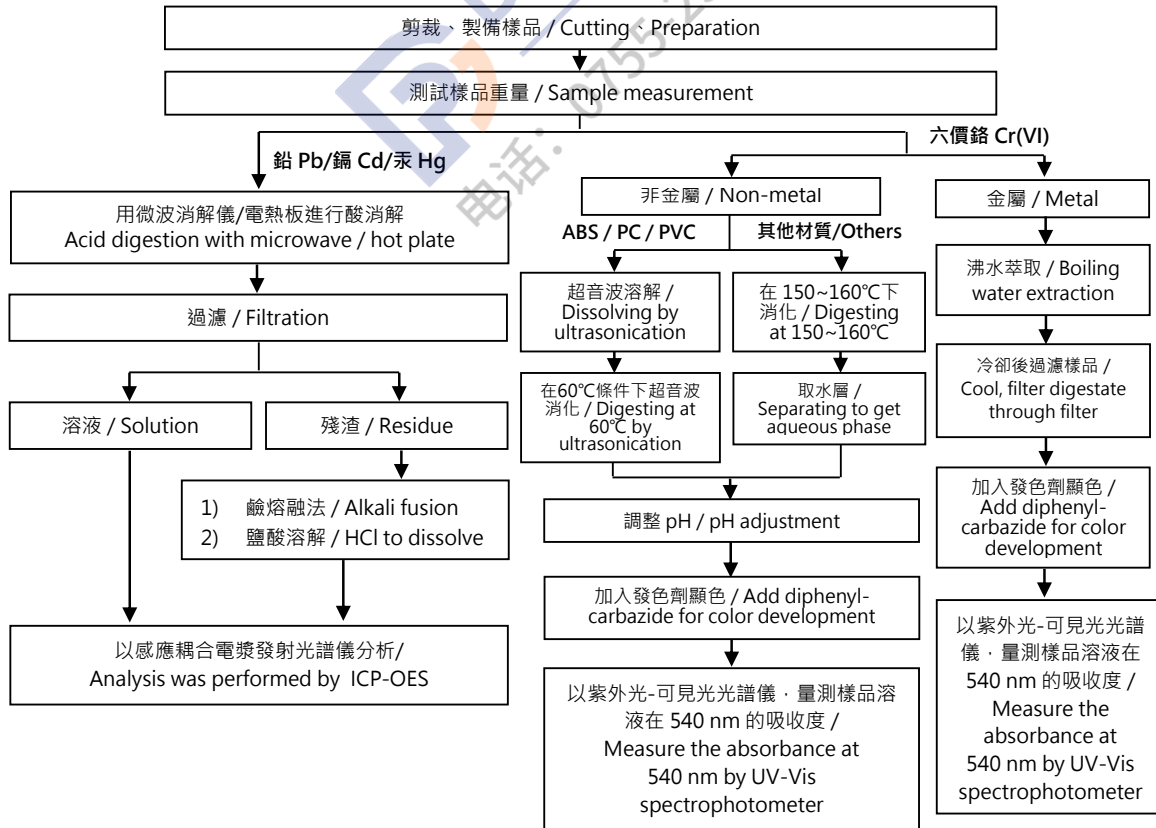 剪裁、製備樣品 / Cutting、Preparation
測試樣品重量 / Sample measurement
鉛 Pb/鎘 Cd/汞 Hg
六價鉻 Cr(VI)
用微波消解儀/電熱板進行酸消解
Acid digestion with microwave / hot plate
過濾 / Filtration
溶液 / Solution
殘渣 / Residue
1) 鹼熔融法 / Alkali fusion
2) 鹽酸溶解 / HCl to dissolve
以感應耦合電漿發射光譜儀分析/
Analysis was performed by ICP-OES
非金屬 / Non-metal
ABS / PC / PVC
其他材質/Others
超音波溶解 /
Dissolving by
ultrasonication
在60℃條件下超音波
消化 / Digesting at
60℃ by
ultrasonication
在 150~160℃下
消化 / Digesting
at 150~160℃
取水層 /
Separating to get
aqueous phase
調整 pH / pH adjustment
加入發色劑顯色 / Add diphenyl-
carbazide for color development
以紫外光-可見光光譜儀﹐量測樣品溶
液在 540 nm 的吸收度 /
Measure the absorbance at
540 nm by UV-Vis
spectrophotometer
金屬 / Metal
沸水萃取 / Boiling
water extraction
冷卻後過濾樣品 /
Cool, filter digestate
through filter
加入發色劑顯色 /
Add diphenyl-
carbazide for color
development
以紫外光-可見光光譜
儀﹐量測樣品溶液在
540 nm 的吸收度 /
Measure the
absorbance at
540 nm by UV-Vis
spectrophotometer
电话：0755-2